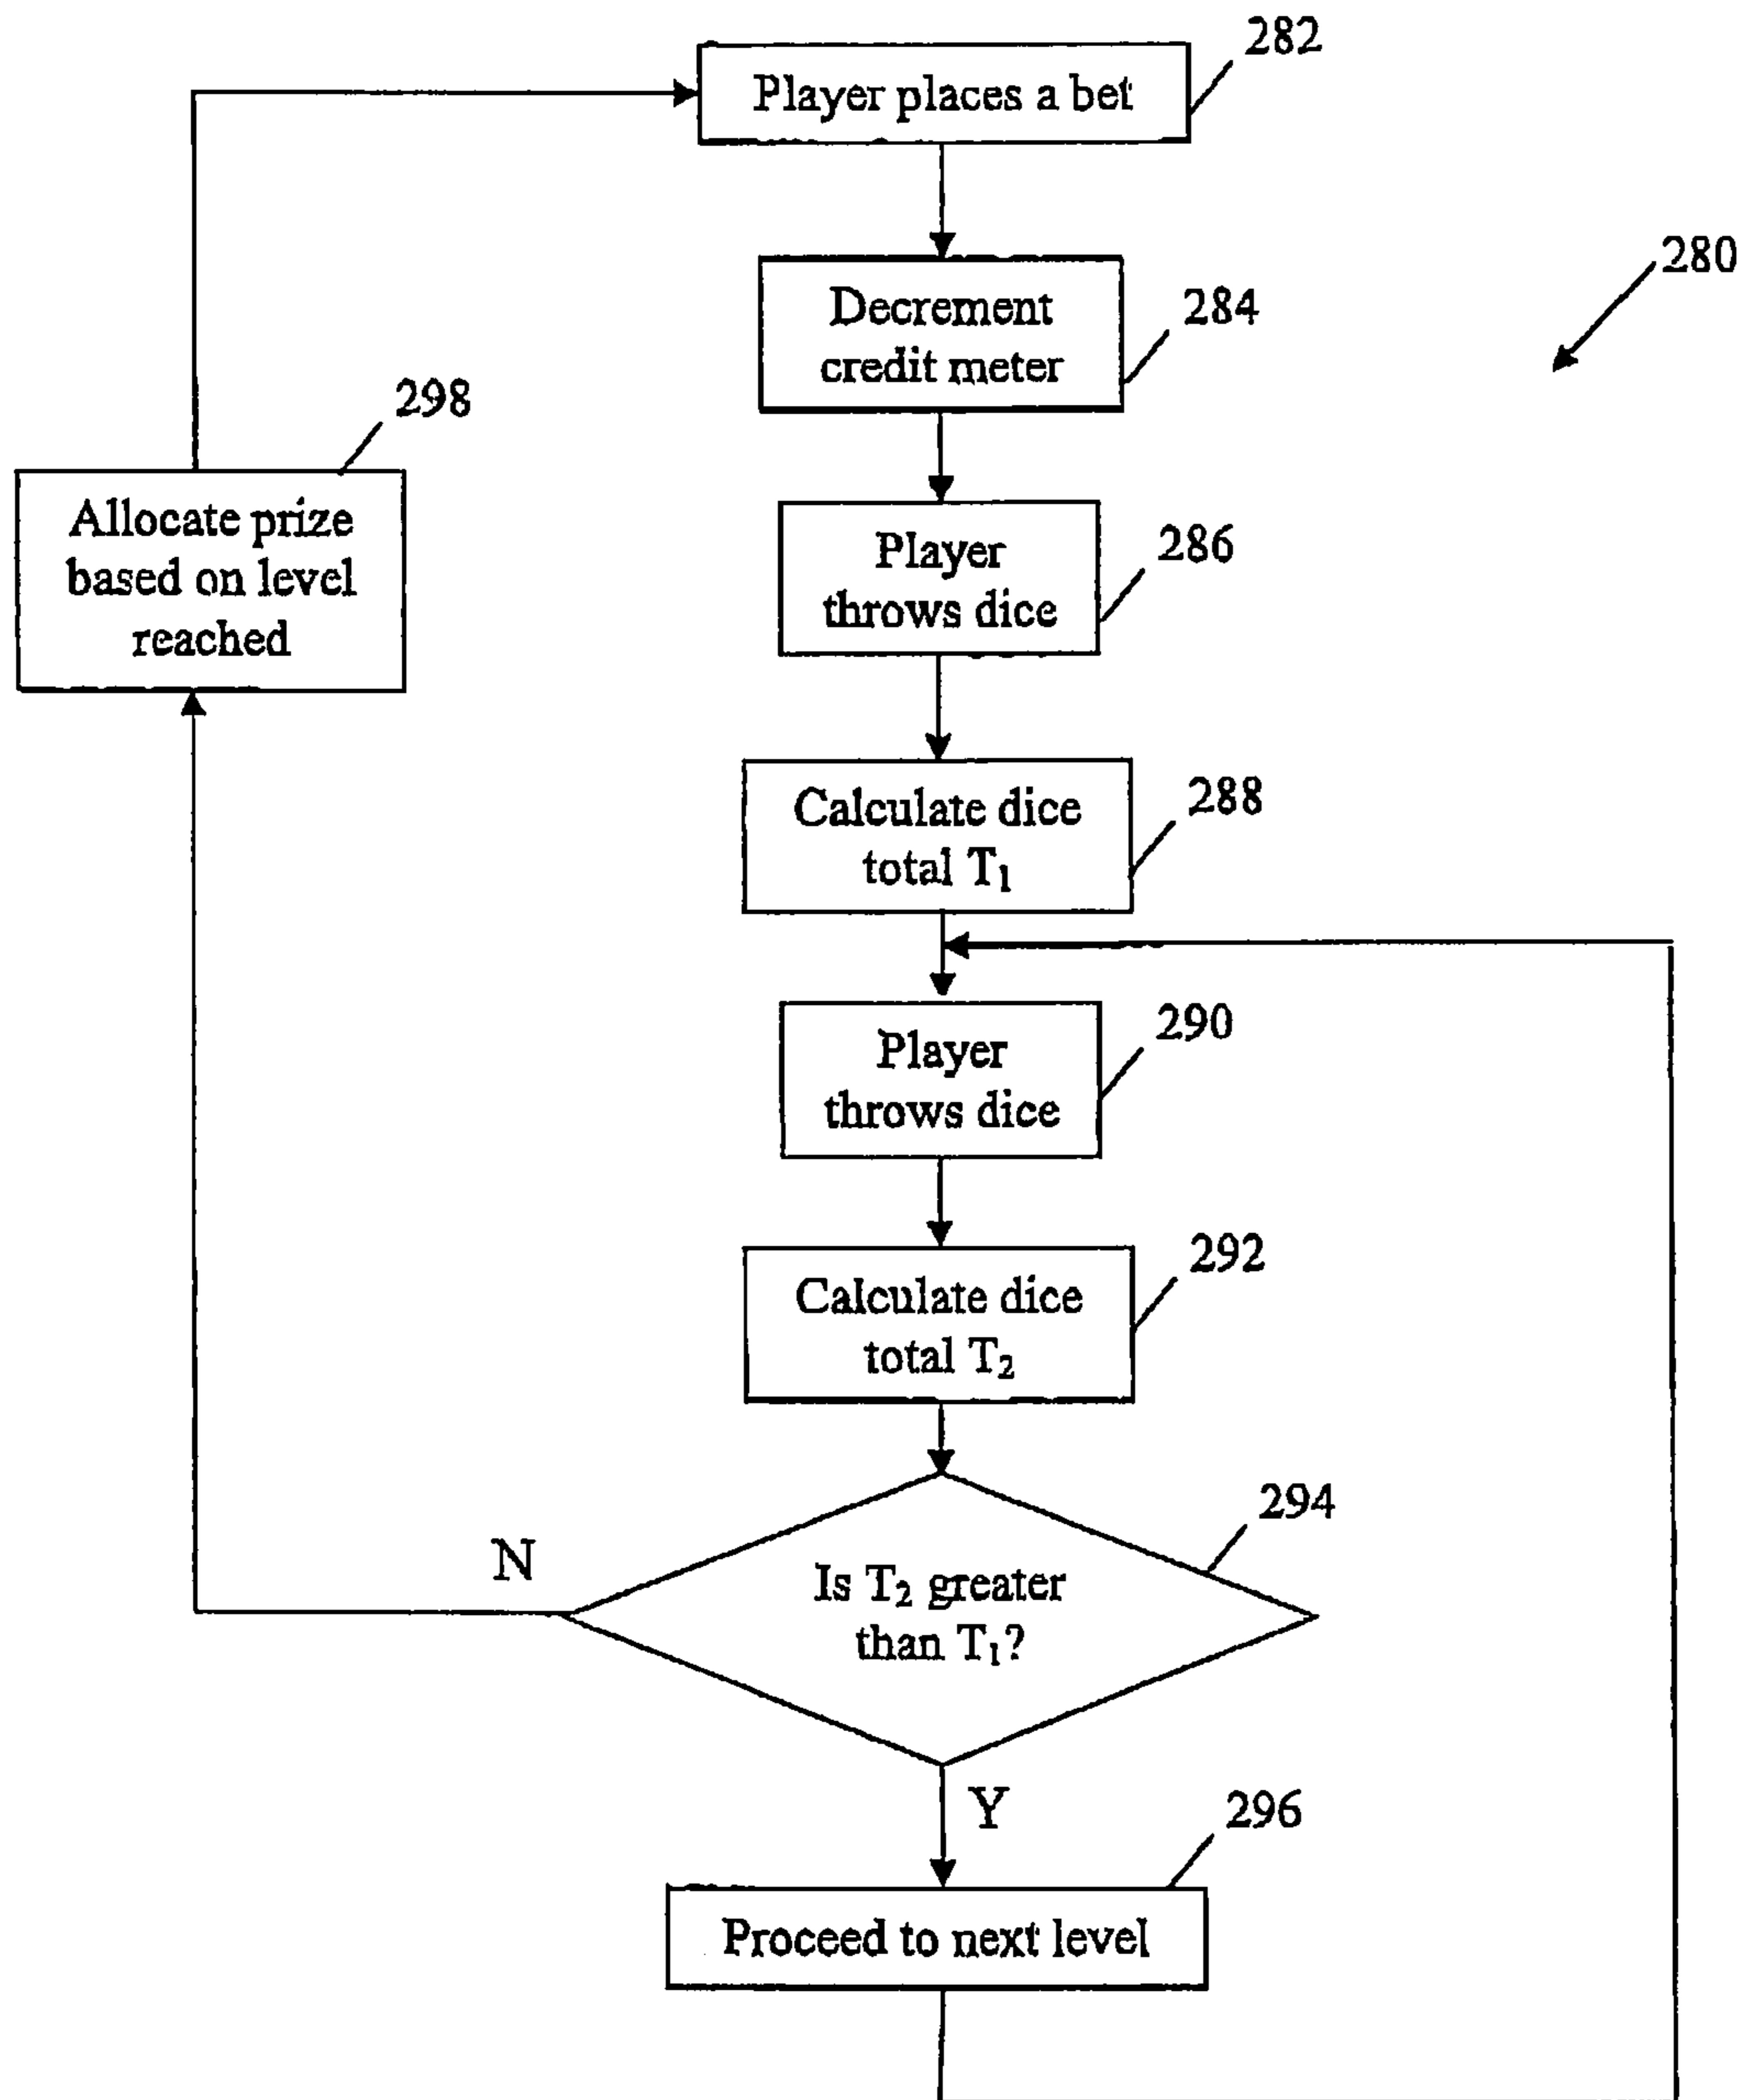 282
Player places a bet
280
Decrement
credit meter
284
298
Allocate prize
based on level
reached
Player
throws dice
286
Calculate dice
total T₁
288
Player
throws dice
290
Calculate dice
total T₂
292
294
N
Is T₂ greater
than T₁?
Y
296
Proceed to next level